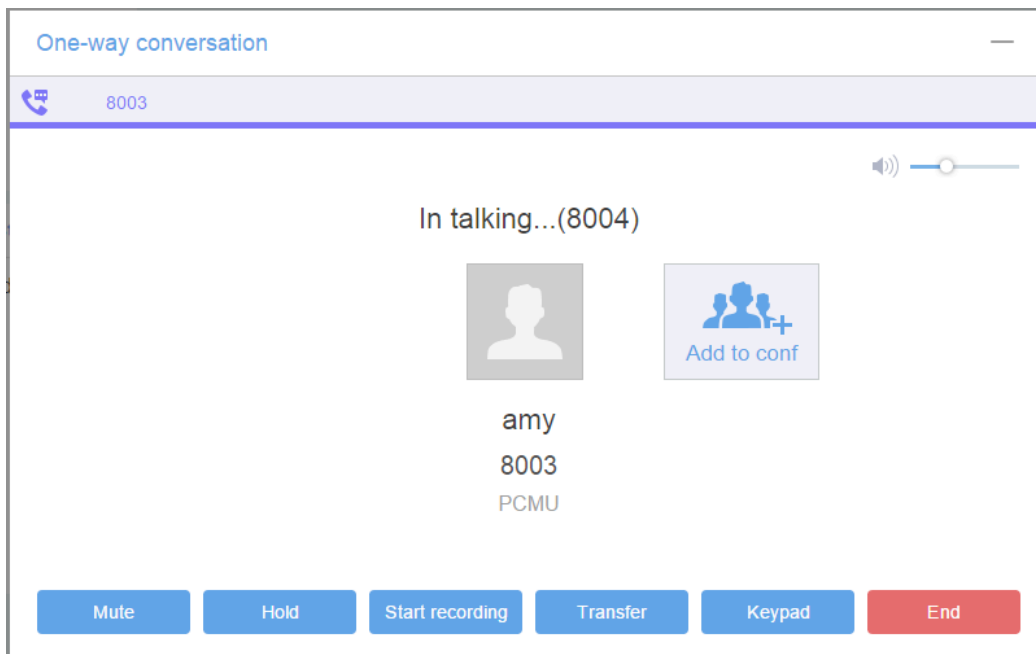 One-way conversation
8003
In talking...(8004)
Add to conf
amy
8003
PCMU
Mute Hold Start recording Transfer Keypad End